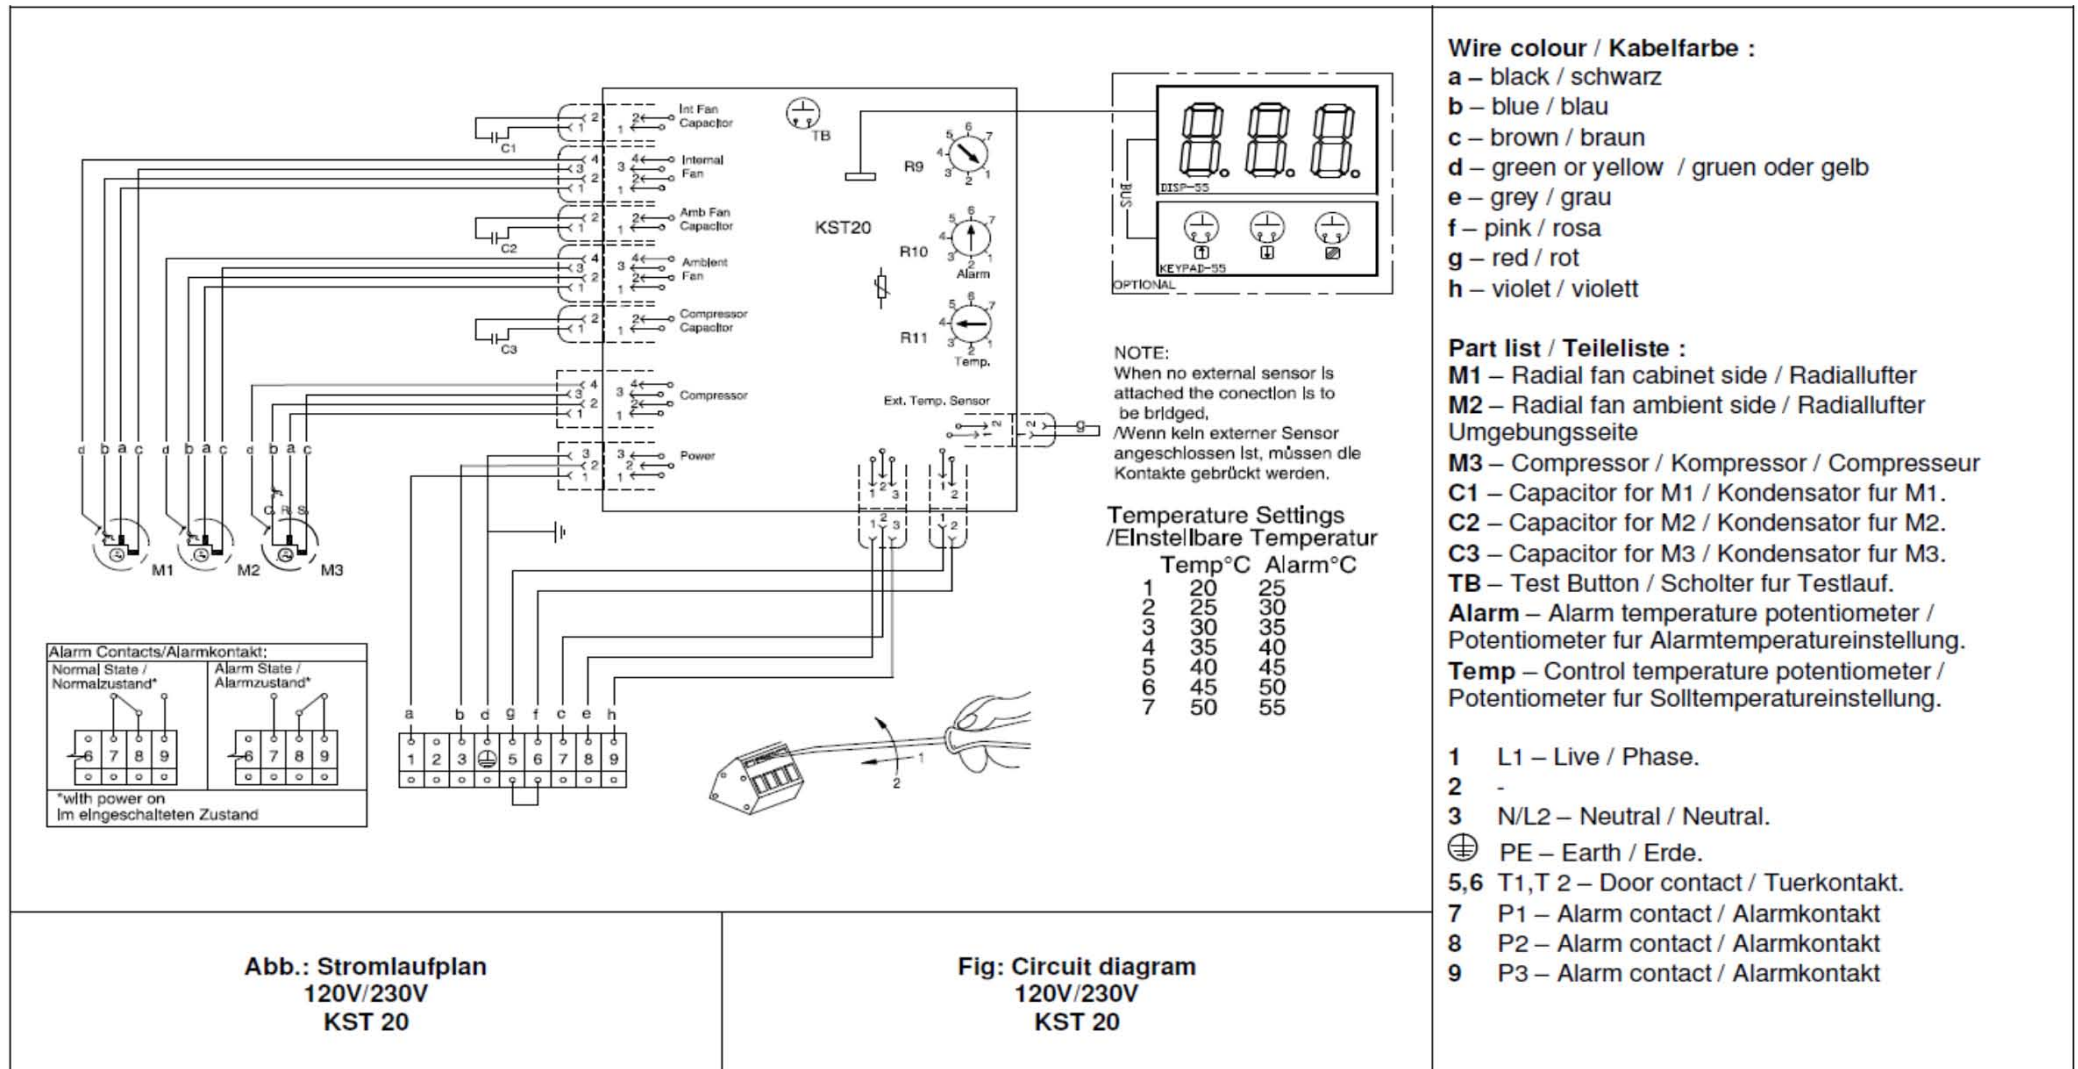 Int Fan
Capacitor
C1
Internal
Fan
Amb Fan
Capacitor
C2
Ambient
Fan
Compressor
Capacitor
C3
Compressor
Power
TB
R9
KST20
R10
Alarm
R11
Temp.
Ext. Temp. Sensor
g
DISP-55
BUS
KEYPAD-55
OPTIONAL
NOTE:
When no external sensor is
attached the conection is to
be bridged,
/Wenn kein externer Sensor
angeschlossen ist, müssen die
Kontakte gebrückt werden.
Temperature Settings
/Einstellbare Temperatur
Temp°C Alarm°C
1 20 25
2 25 30
3 30 35
4 35 40
5 40 45
6 45 50
7 50 55
d b a c d b a c d b a c
C R S
M1 M2 M3
Alarm Contacts/Alarmkontakt:
Normal State /
Normalzustand*
Alarm State /
Alarmzustand*
6 7 8 9
6 7 8 9
*with power on
Im eingeschalteten Zustand
a b d g f c e h
1 2 3 5 6 7 8 9
1
2
Abb.: Stromlaufplan
120V/230V
KST 20
Fig: Circuit diagram
120V/230V
KST 20
Wire colour / Kabelfarbe :
a – black / schwarz
b – blue / blau
c – brown / braun
d – green or yellow / gruen oder gelb
e – grey / grau
f – pink / rosa
g – red / rot
h – violet / violett
Part list / Teileliste :
M1 – Radial fan cabinet side / Radiallufter
M2 – Radial fan ambient side / Radiallufter
Umgebungsseite
M3 – Compressor / Kompressor / Compresseur
C1 – Capacitor for M1 / Kondensator fur M1.
C2 – Capacitor for M2 / Kondensator fur M2.
C3 – Capacitor for M3 / Kondensator fur M3.
TB – Test Button / Scholter fur Testlauf.
Alarm – Alarm temperature potentiometer /
Potentiometer fur Alarmtemperatureinstellung.
Temp – Control temperature potentiometer /
Potentiometer fur Solltemperatureinstellung.
1 L1 – Live / Phase.
2 -
3 N/L2 – Neutral / Neutral.
PE – Earth / Erde.
5,6 T1,T 2 – Door contact / Tuerkontakt.
7 P1 – Alarm contact / Alarmkontakt
8 P2 – Alarm contact / Alarmkontakt
9 P3 – Alarm contact / Alarmkontakt